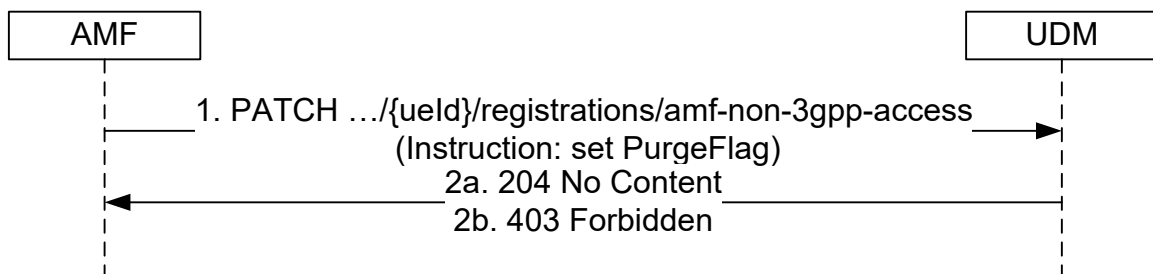 AMF
UDM
1. PATCH …/{ueId}/registrations/amf-non-3gpp-access
(Instruction: set PurgeFlag)
2a. 204 No Content
2b. 403 Forbidden